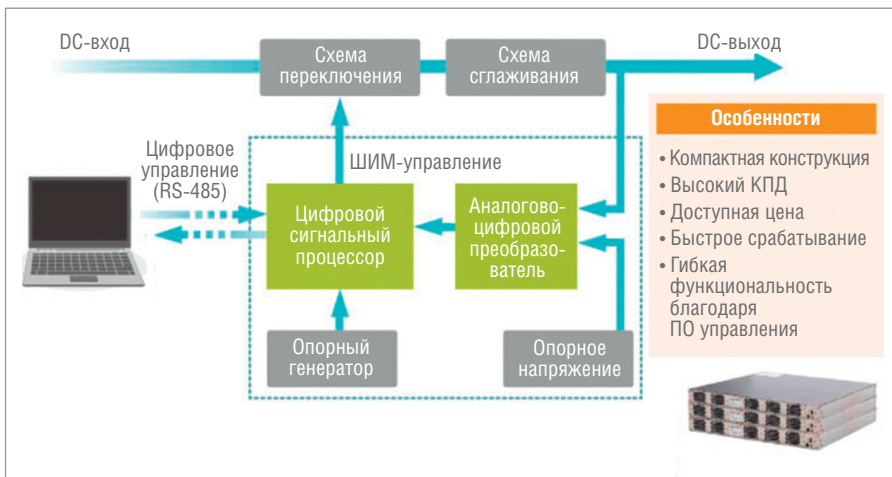 DC-вход
Схема
переключения
Схема
сглаживания
DC-выход
Цифровое
управление
(RS-485)
ШИМ-управление
Цифровой
сигнальный
процессор
Аналогово-
цифровой
преобразо-
ватель
Опорный
генератор
Опорное
напряжение
Особенности
• Компактная конструкция
• Высокий КПД
• Доступная цена
• Быстрое срабатывание
• Гибкая
функциональность
благодаря
ПО управления